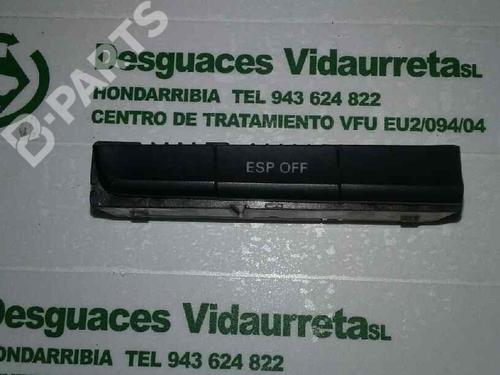 Desguaces Vidaurreta SL
HONDARRIBIA TEL 943 624 822
CENTRO DE TRATAMIENTO VFU EU2/094/04
B-PARTS
ESP OFF
Desguaces Vidaurreta SL
HONDARRIBIA TEL 943 624 822